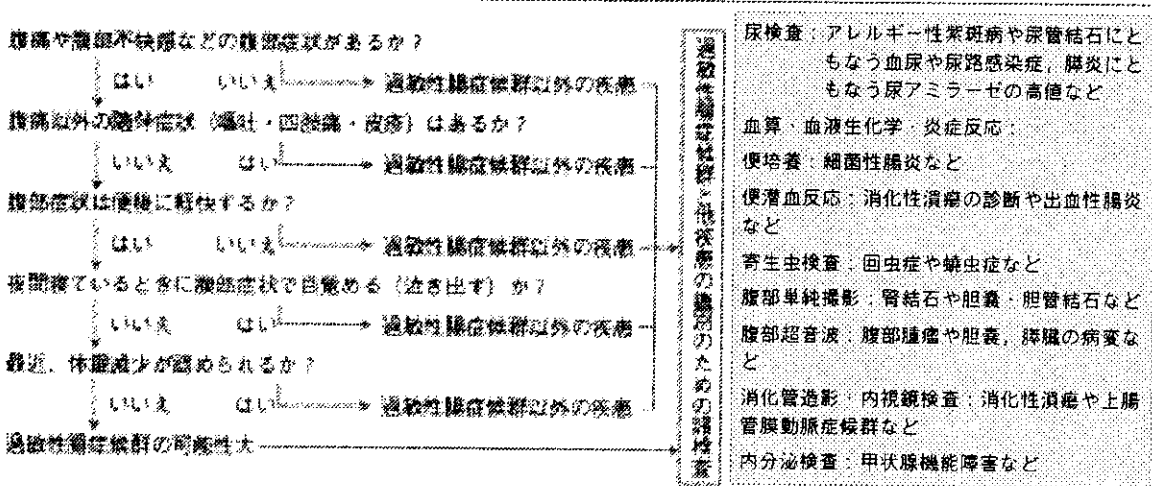 腹痛や腹部不快感などの腹部症状があるか？
はい いいえ 過敏性腸症候群以外の疾患
腹痛以外の随伴症状（嘔吐・四肢痛・皮疹）はあるか？
いいえ はい 過敏性腸症候群以外の疾患
腹部症状は便後に軽快するか？
はい いいえ 過敏性腸症候群以外の疾患
夜間寝ているときに腹部症状で目覚める（泣き出す）か？
いいえ はい 過敏性腸症候群以外の疾患
最近，体重減少が認められるか？
いいえ はい 過敏性腸症候群以外の疾患
過敏性腸症候群の可能性大
過敏性腸症候群と他疾患の鑑別のための諸検査
尿検査：アレルギー性紫斑病や尿管結石にと
もなう血尿や尿路感染症，膵炎にと
もなう尿アミラーゼの高値など
血算・血液生化学・炎症反応：
便培養：細菌性腸炎など
便潜血反応：消化性潰瘍の診断や出血性腸炎
など
寄生虫検査：回虫症や蟯虫症など
腹部単純撮影：腎結石や胆嚢・胆管結石など
腹部超音波：腹部腫瘤や胆嚢，膵臓の病変な
ど
消化管造影・内視鏡検査：消化性潰瘍や上腸
管膜動脈症候群など
内分泌検査：甲状腺機能障害など